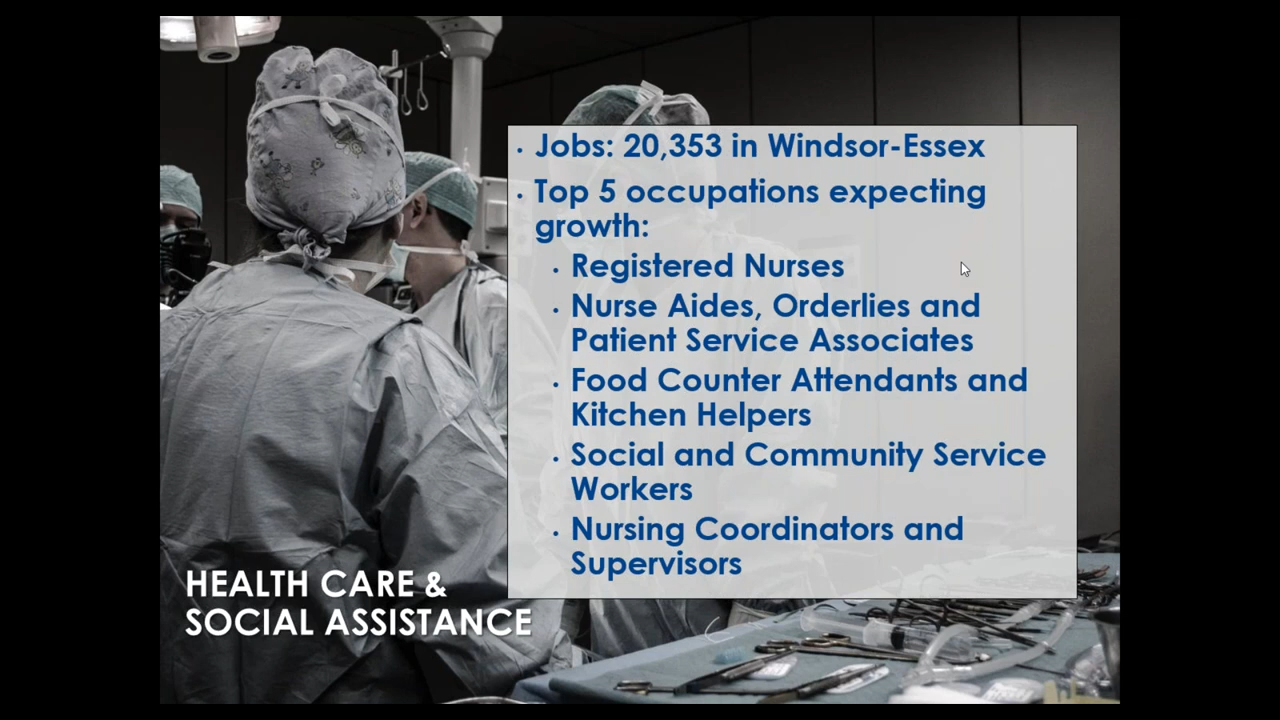 • Jobs: 20,353 in Windsor-Essex
• Top 5 occupations expecting
growth:
• Registered Nurses
• Nurse Aides, Orderlies and
Patient Service Associates
• Food Counter Attendants and
Kitchen Helpers
• Social and Community Service
Workers
• Nursing Coordinators and
Supervisors
HEALTH CARE &
SOCIAL ASSISTANCE